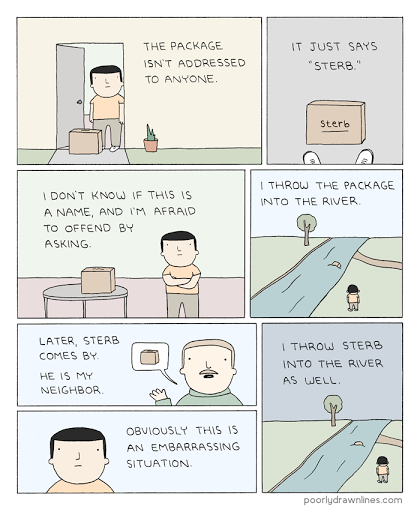 THE PACKAGE
ISN'T ADDRESSED
TO ANYONE.
IT JUST SAYS
"STERB."
Sterb
I DON'T KNOW IF THIS IS
A NAME, AND I'M AFRAID
TO OFFEND BY
ASKING.
I THROW THE PACKAGE
INTO THE RIVER.
LATER, STERB
COMES BY.
HE IS MY
NEIGHBOR.
OBVIOUSLY THIS IS
AN EMBARRASSING
SITUATION.
I THROW STERB
INTO THE RIVER
AS WELL.
poorlydrawnlines.com